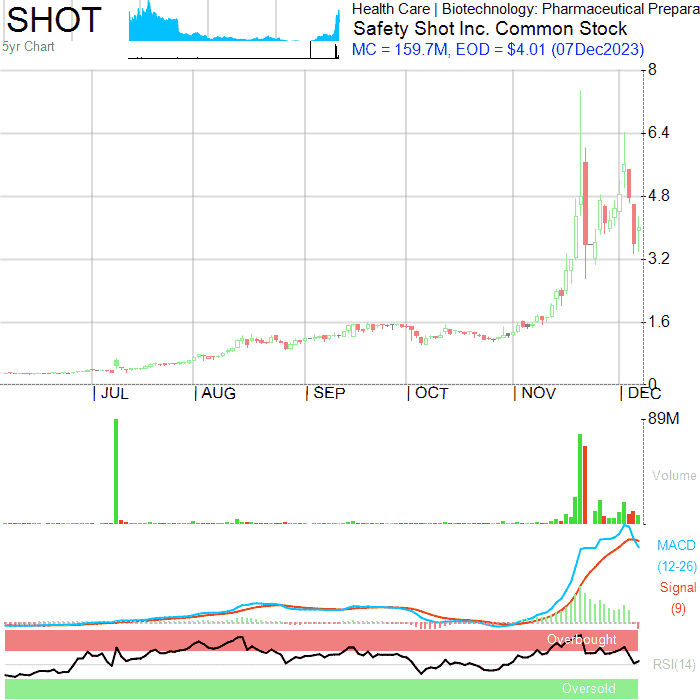 SHOT
Health Care | Biotechnology: Pharmaceutical Prepara
Safety Shot Inc. Common Stock
5yr Chart
MC = 159.7M, EOD = $4.01 (07Dec2023)
8
6.4
4.8
3.2
1.6
0
JUL AUG SEP OCT NOV DEC
89M
Volume
MACD
(12-26)
Signal
(9)
Overbought
RSI(14)
Oversold